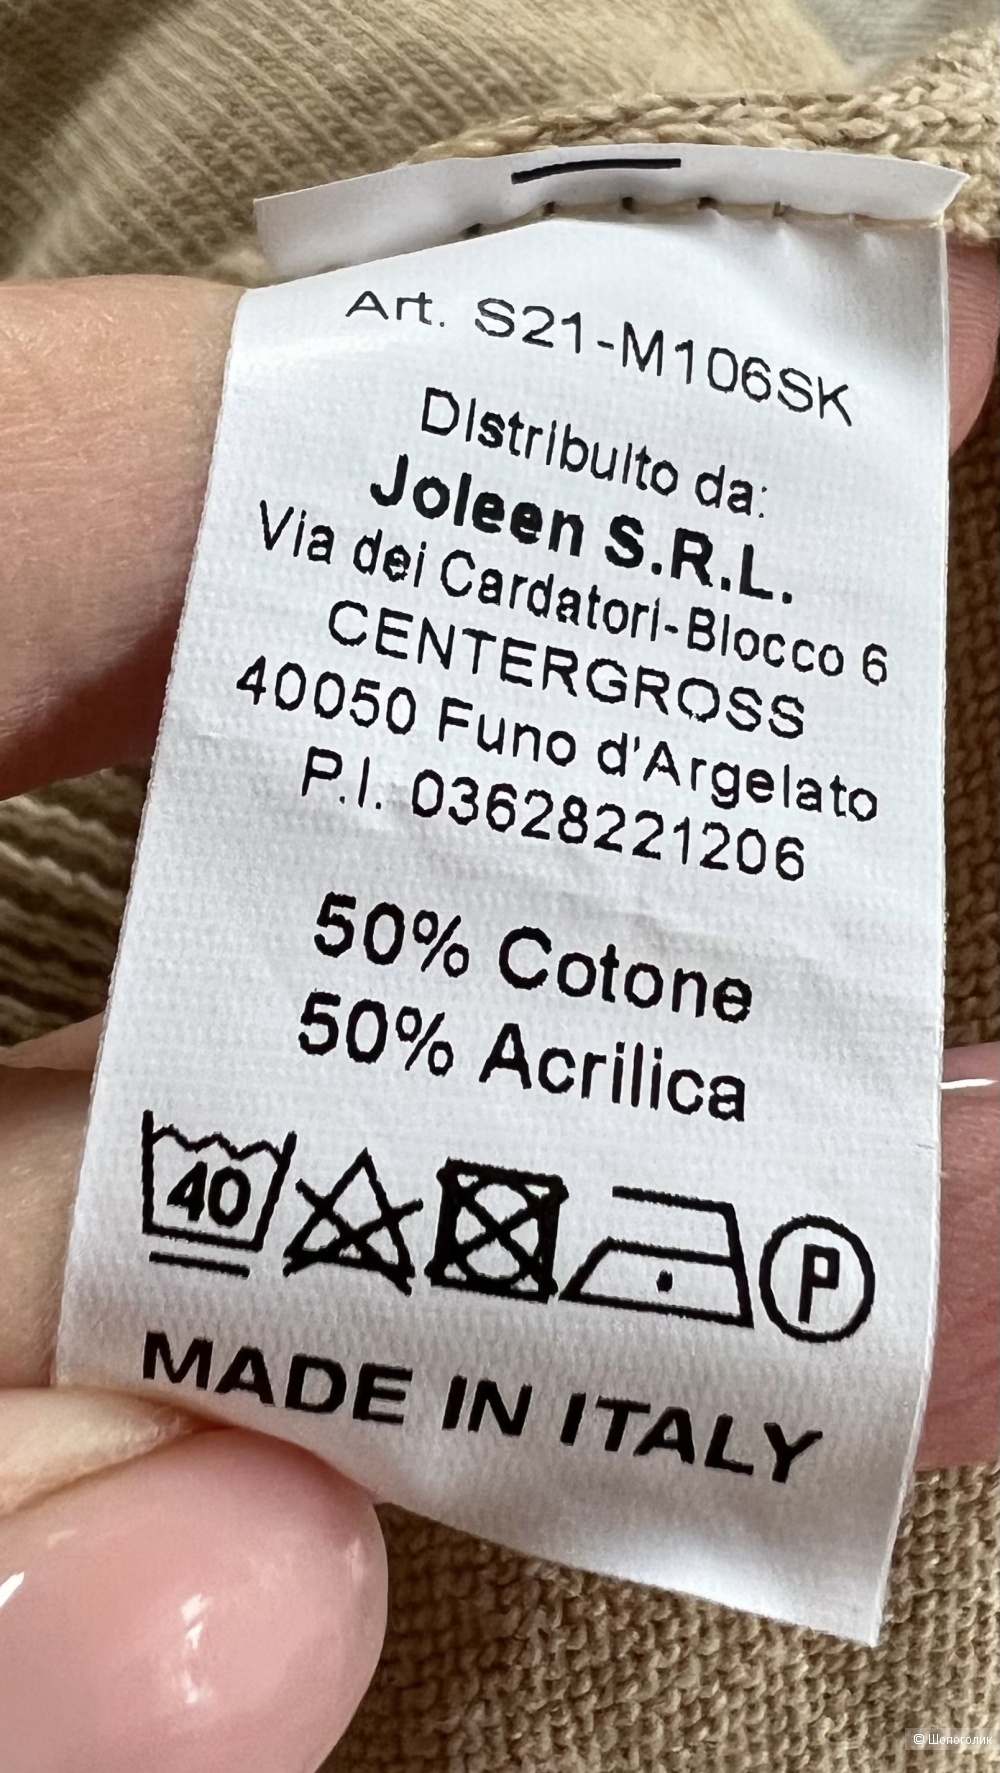 Art. S21-M106SK
Distribuito da:
Joleen S.R.L.
Via dei Cardatori-Blocco 6
CENTERGROSS
40050 Funo d'Argelato
P.I. 03628221206
50% Cotone
50% Acrilica
40
P
MADE IN ITALY
© Шопоголик